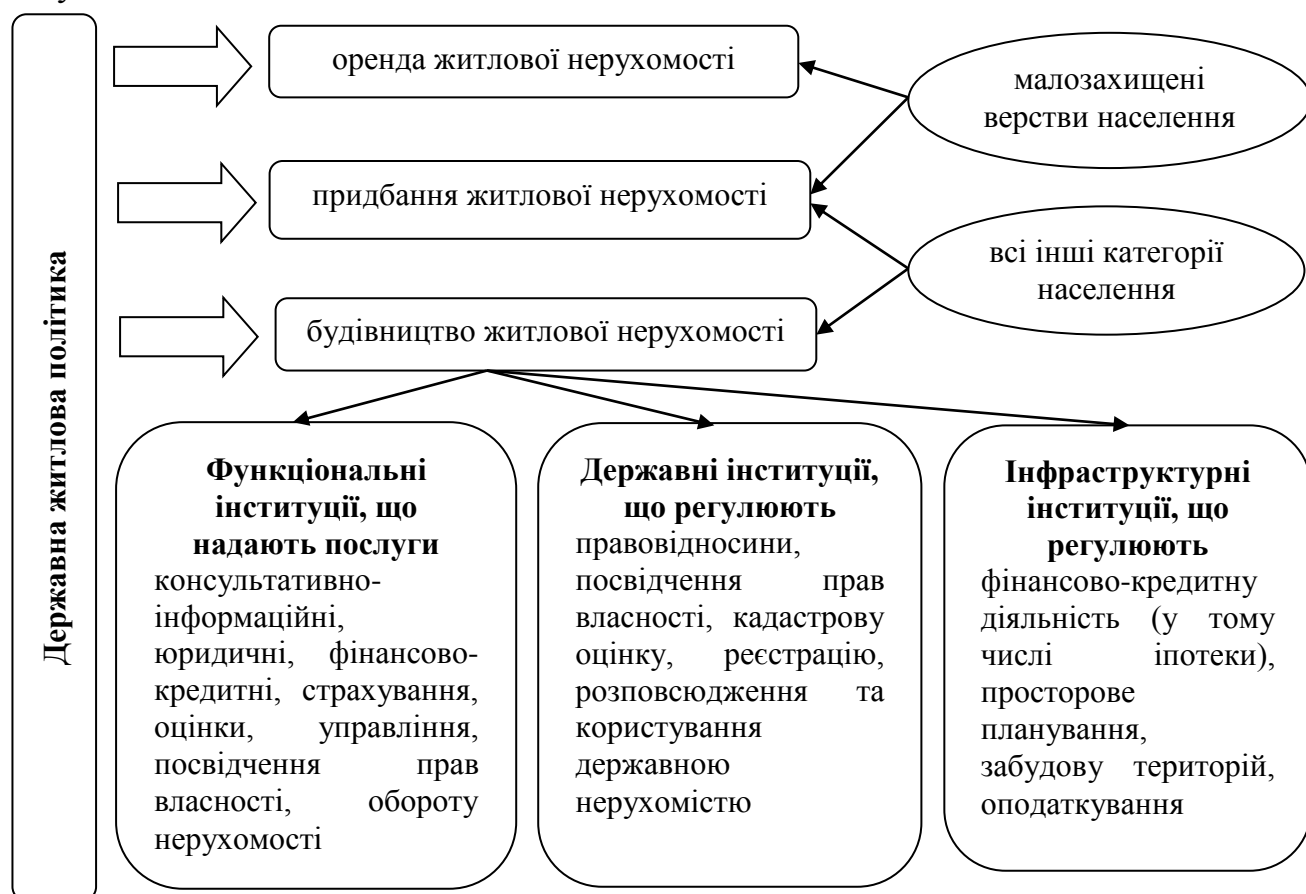 Державна житлова політика
оренда житлової нерухомості
малозахищені
верстви населення
придбання житлової нерухомості
всі інші категорії
населення
будівництво житлової нерухомості
Функціональні
інституції, що
надають послуги
консультативно-
інформаційні,
юридичні, фінансово-
кредитні, страхування,
оцінки, управління,
посвідчення прав
власності, обороту
нерухомості
Державні інституції,
що регулюють
правовідносини,
посвідчення прав
власності, кадастрову
оцінку, реєстрацію,
розповсюдження та
користування
державною
нерухомістю
Інфраструктурні
інституції, що
регулюють
фінансово-кредитну
діяльність (у тому
числі іпотеки),
просторове
планування,
забудову територій,
оподаткування